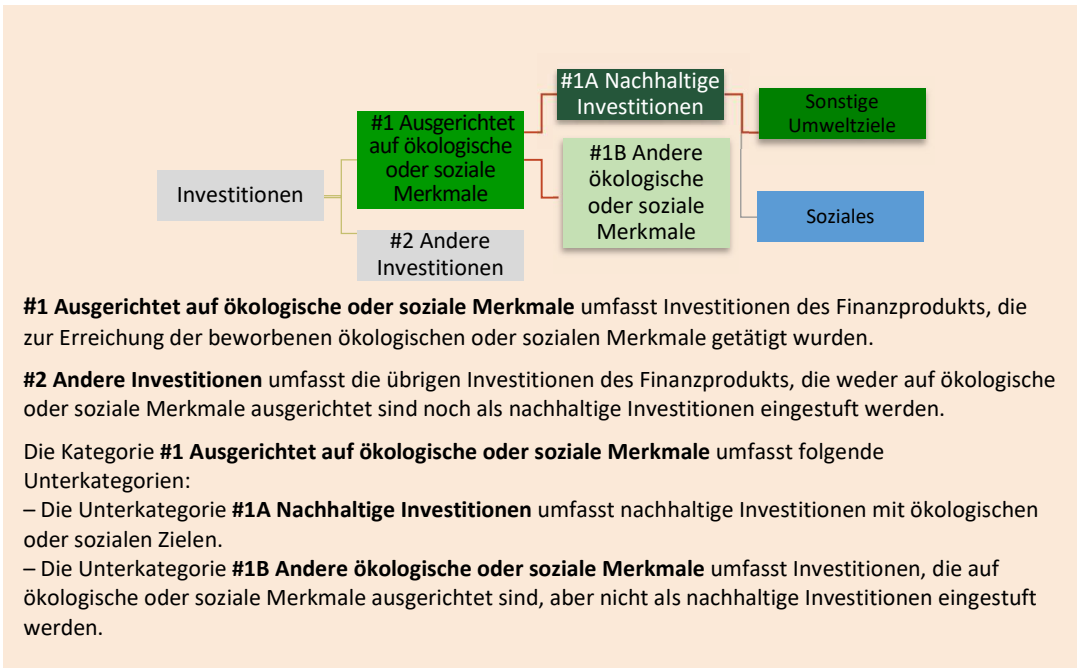 #1A Nachhaltige
Investitionen
Sonstige
Umweltziele
#1 Ausgerichtet
auf ökologische
oder soziale
Merkmale
#1B Andere
ökologische
oder soziale
Merkmale
Investitionen
Soziales
#2 Andere
Investitionen
#1 Ausgerichtet auf ökologische oder soziale Merkmale umfasst Investitionen des Finanzprodukts, die
zur Erreichung der beworbenen ökologischen oder sozialen Merkmale getätigt wurden.
#2 Andere Investitionen umfasst die übrigen Investitionen des Finanzprodukts, die weder auf ökologische
oder soziale Merkmale ausgerichtet sind noch als nachhaltige Investitionen eingestuft werden.
Die Kategorie #1 Ausgerichtet auf ökologische oder soziale Merkmale umfasst folgende
Unterkategorien:
– Die Unterkategorie #1A Nachhaltige Investitionen umfasst nachhaltige Investitionen mit ökologischen
oder sozialen Zielen.
– Die Unterkategorie #1B Andere ökologische oder soziale Merkmale umfasst Investitionen, die auf
ökologische oder soziale Merkmale ausgerichtet sind, aber nicht als nachhaltige Investitionen eingestuft
werden.